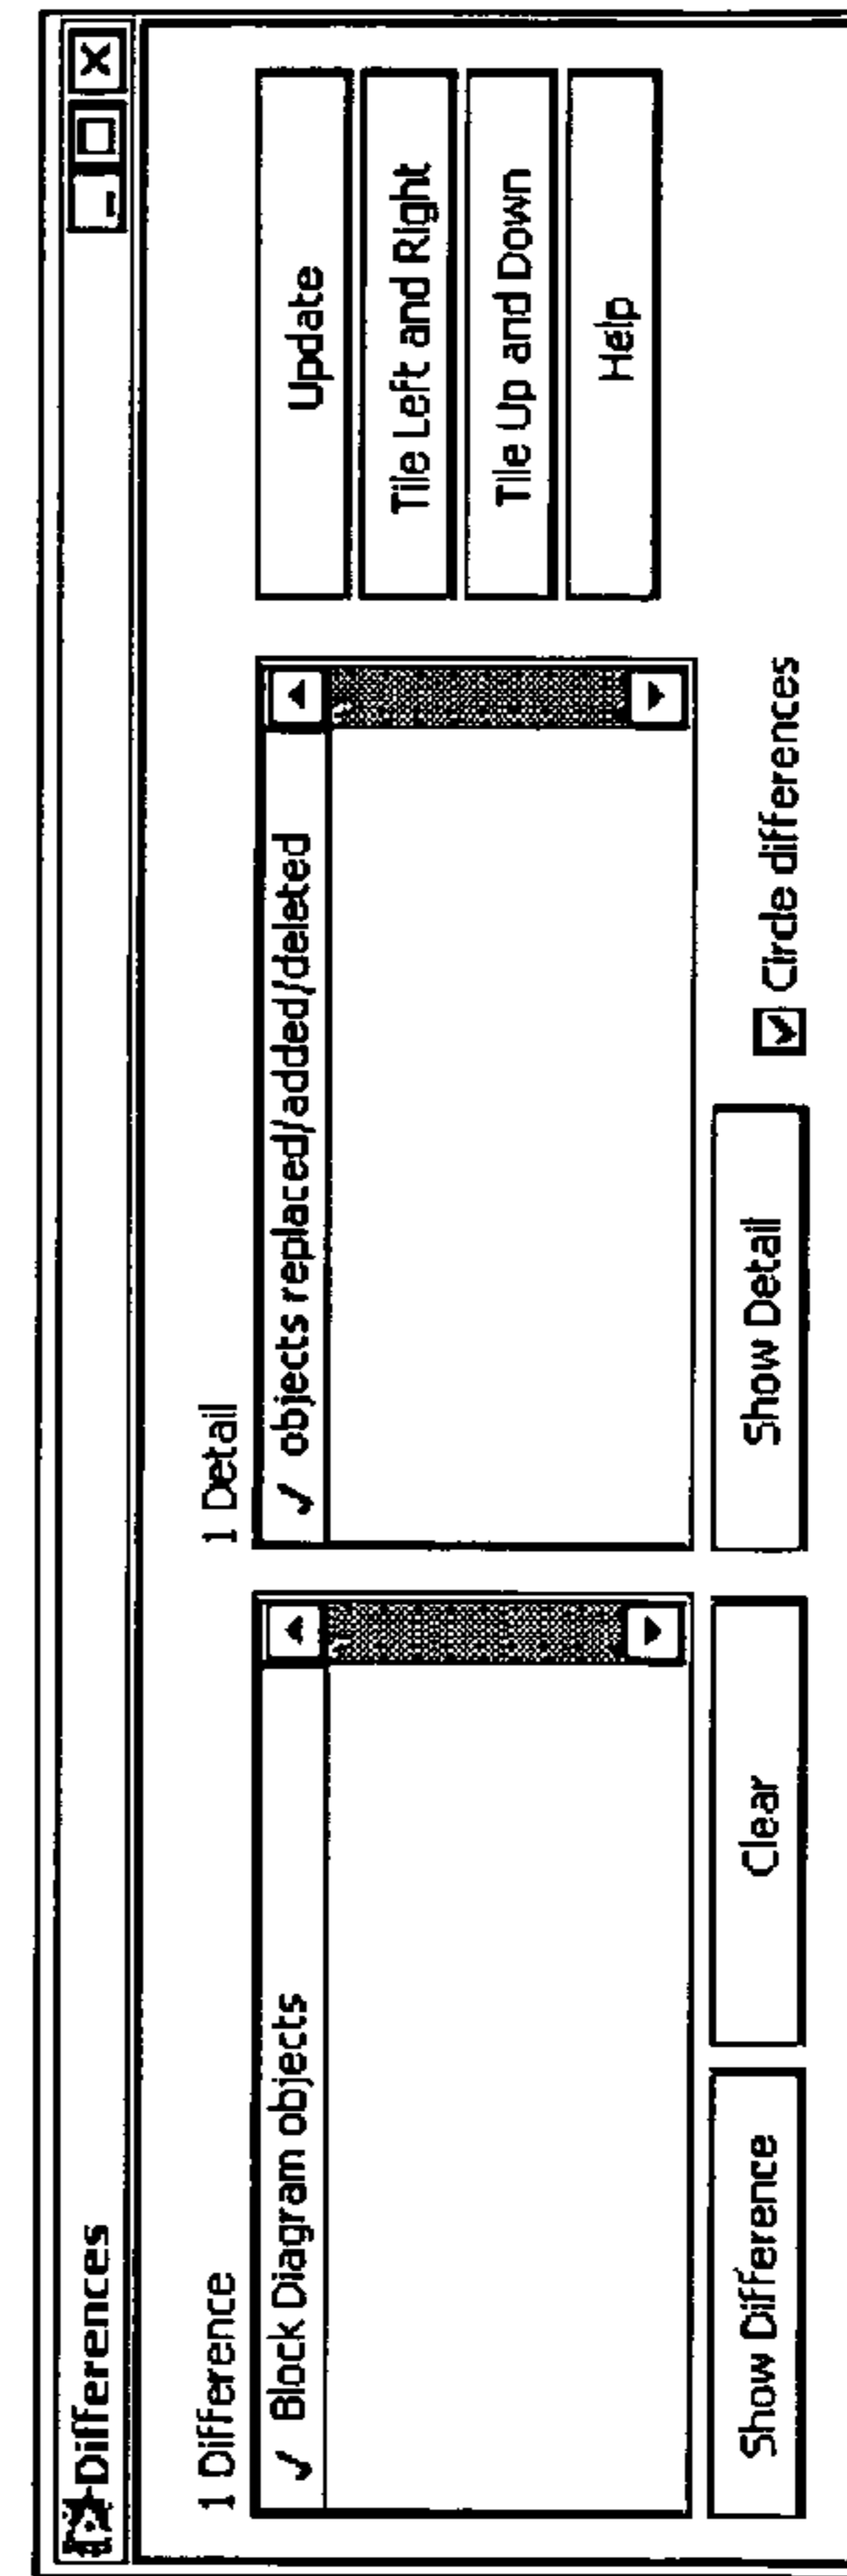 Differences
1 Difference
✓ Block Diagram objects
Show Difference
Clear
1 Detail
✓ objects replaced/added/deleted
Show Detail
Circle differences
Update
Tile Left and Right
Tile Up and Down
Help